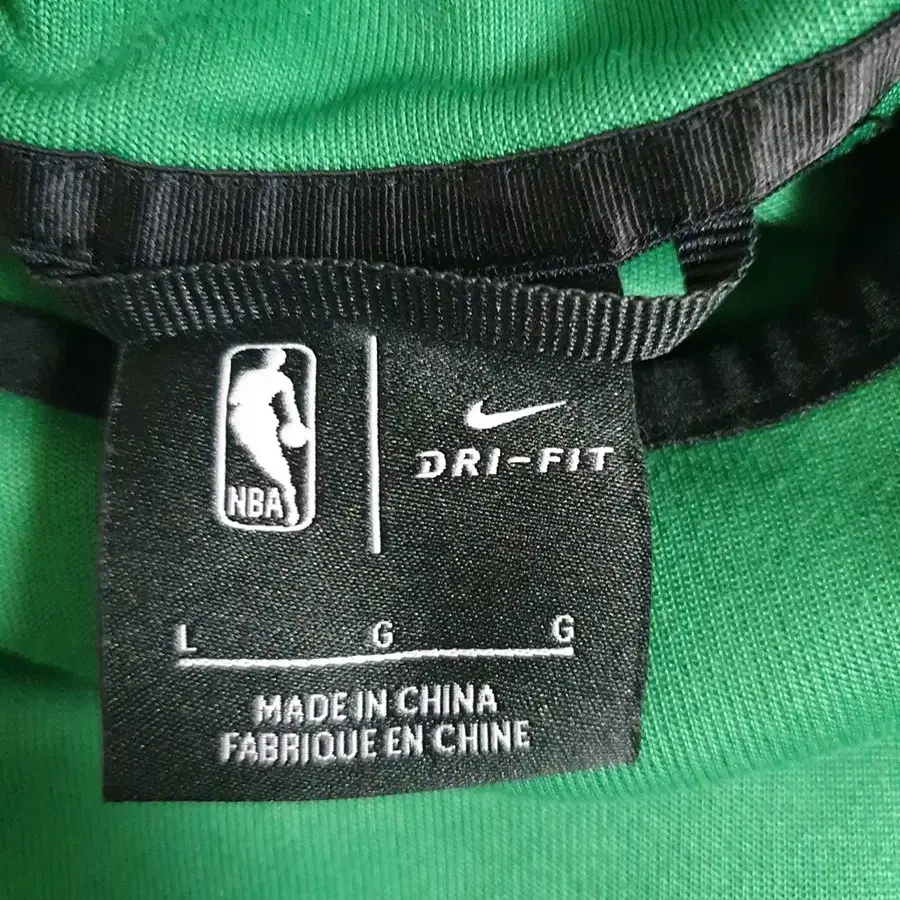 NBA
DRI-FIT
L G G
MADE IN CHINA
FABRIQUE EN CHINE